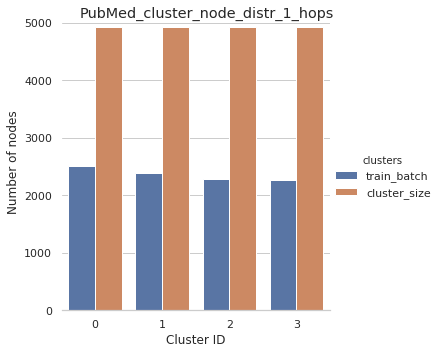 PubMed_cluster_node_distr_1_hops
5000
4000
3000
2000
1000
0
Number of nodes
0 1 2 3
Cluster ID
clusters
train_batch
cluster_size